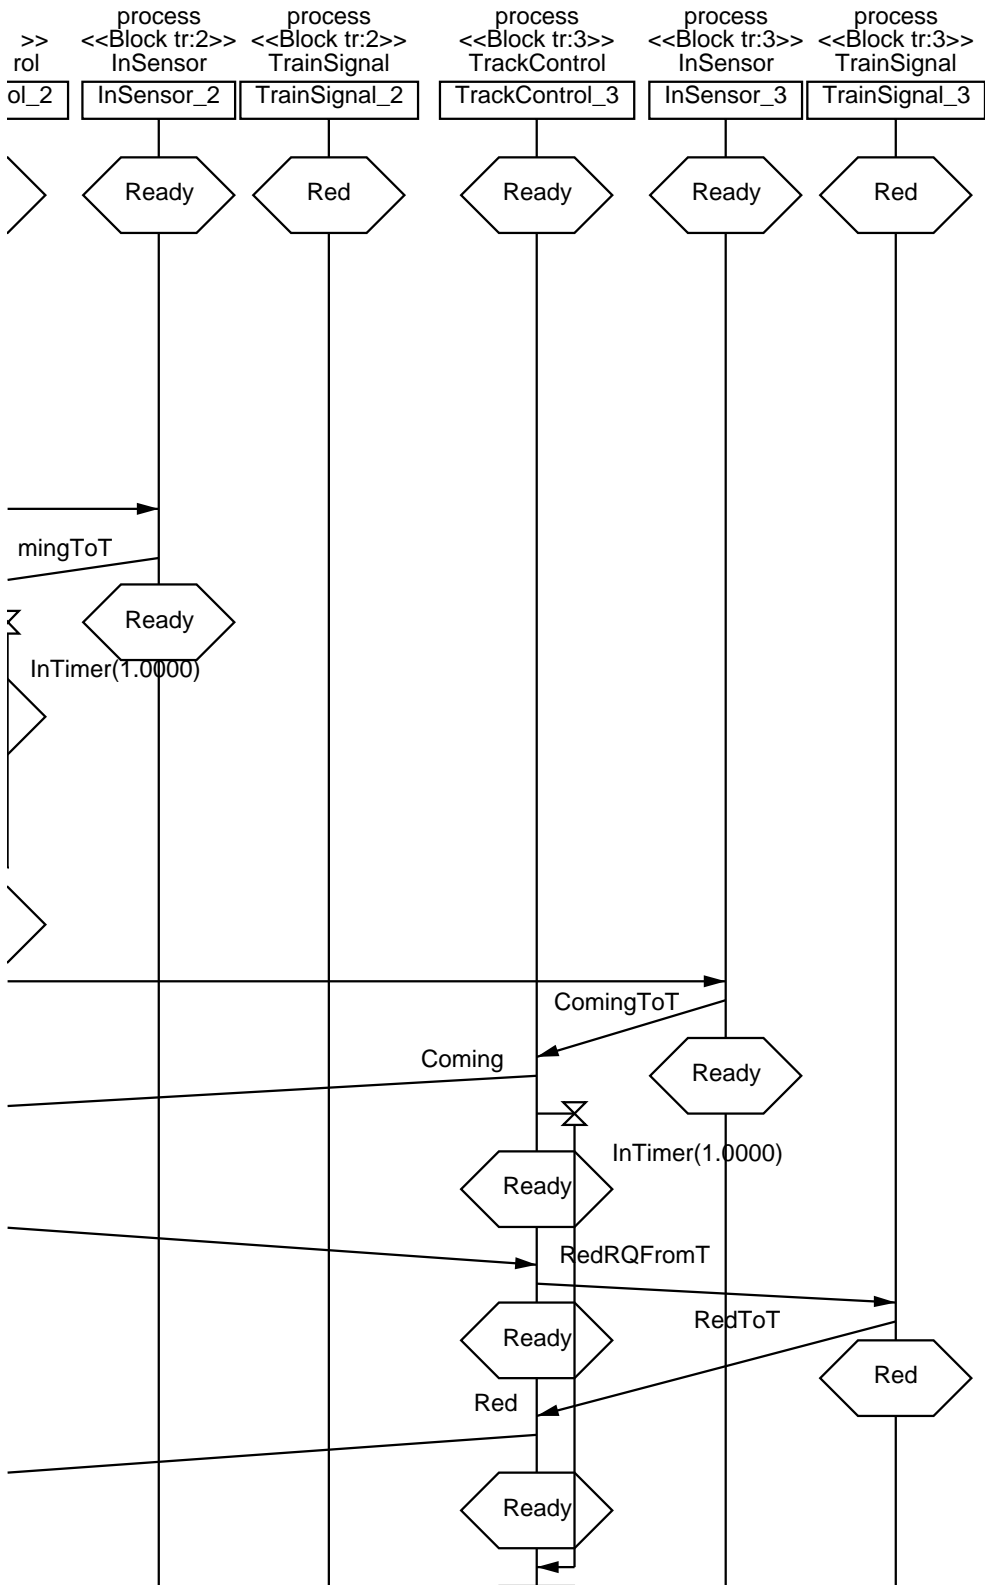 process
<<Block tr:2>>
InSensor
InSensor_2
process
<<Block tr:2>>
TrainSignal
TrainSignal_2
process
<<Block tr:3>>
TrackControl
TrackControl_3
process
<<Block tr:3>>
InSensor
InSensor_3
process
<<Block tr:3>>
TrainSignal
TrainSignal_3
>>
rol
ol_2
Ready
Red
Ready
Ready
Red
mingToT
Ready
InTimer(1.0000)
ComingToT
Coming
Ready
InTimer(1.0000)
Ready
RedRQFromT
RedToT
Ready
Red
Red
Ready